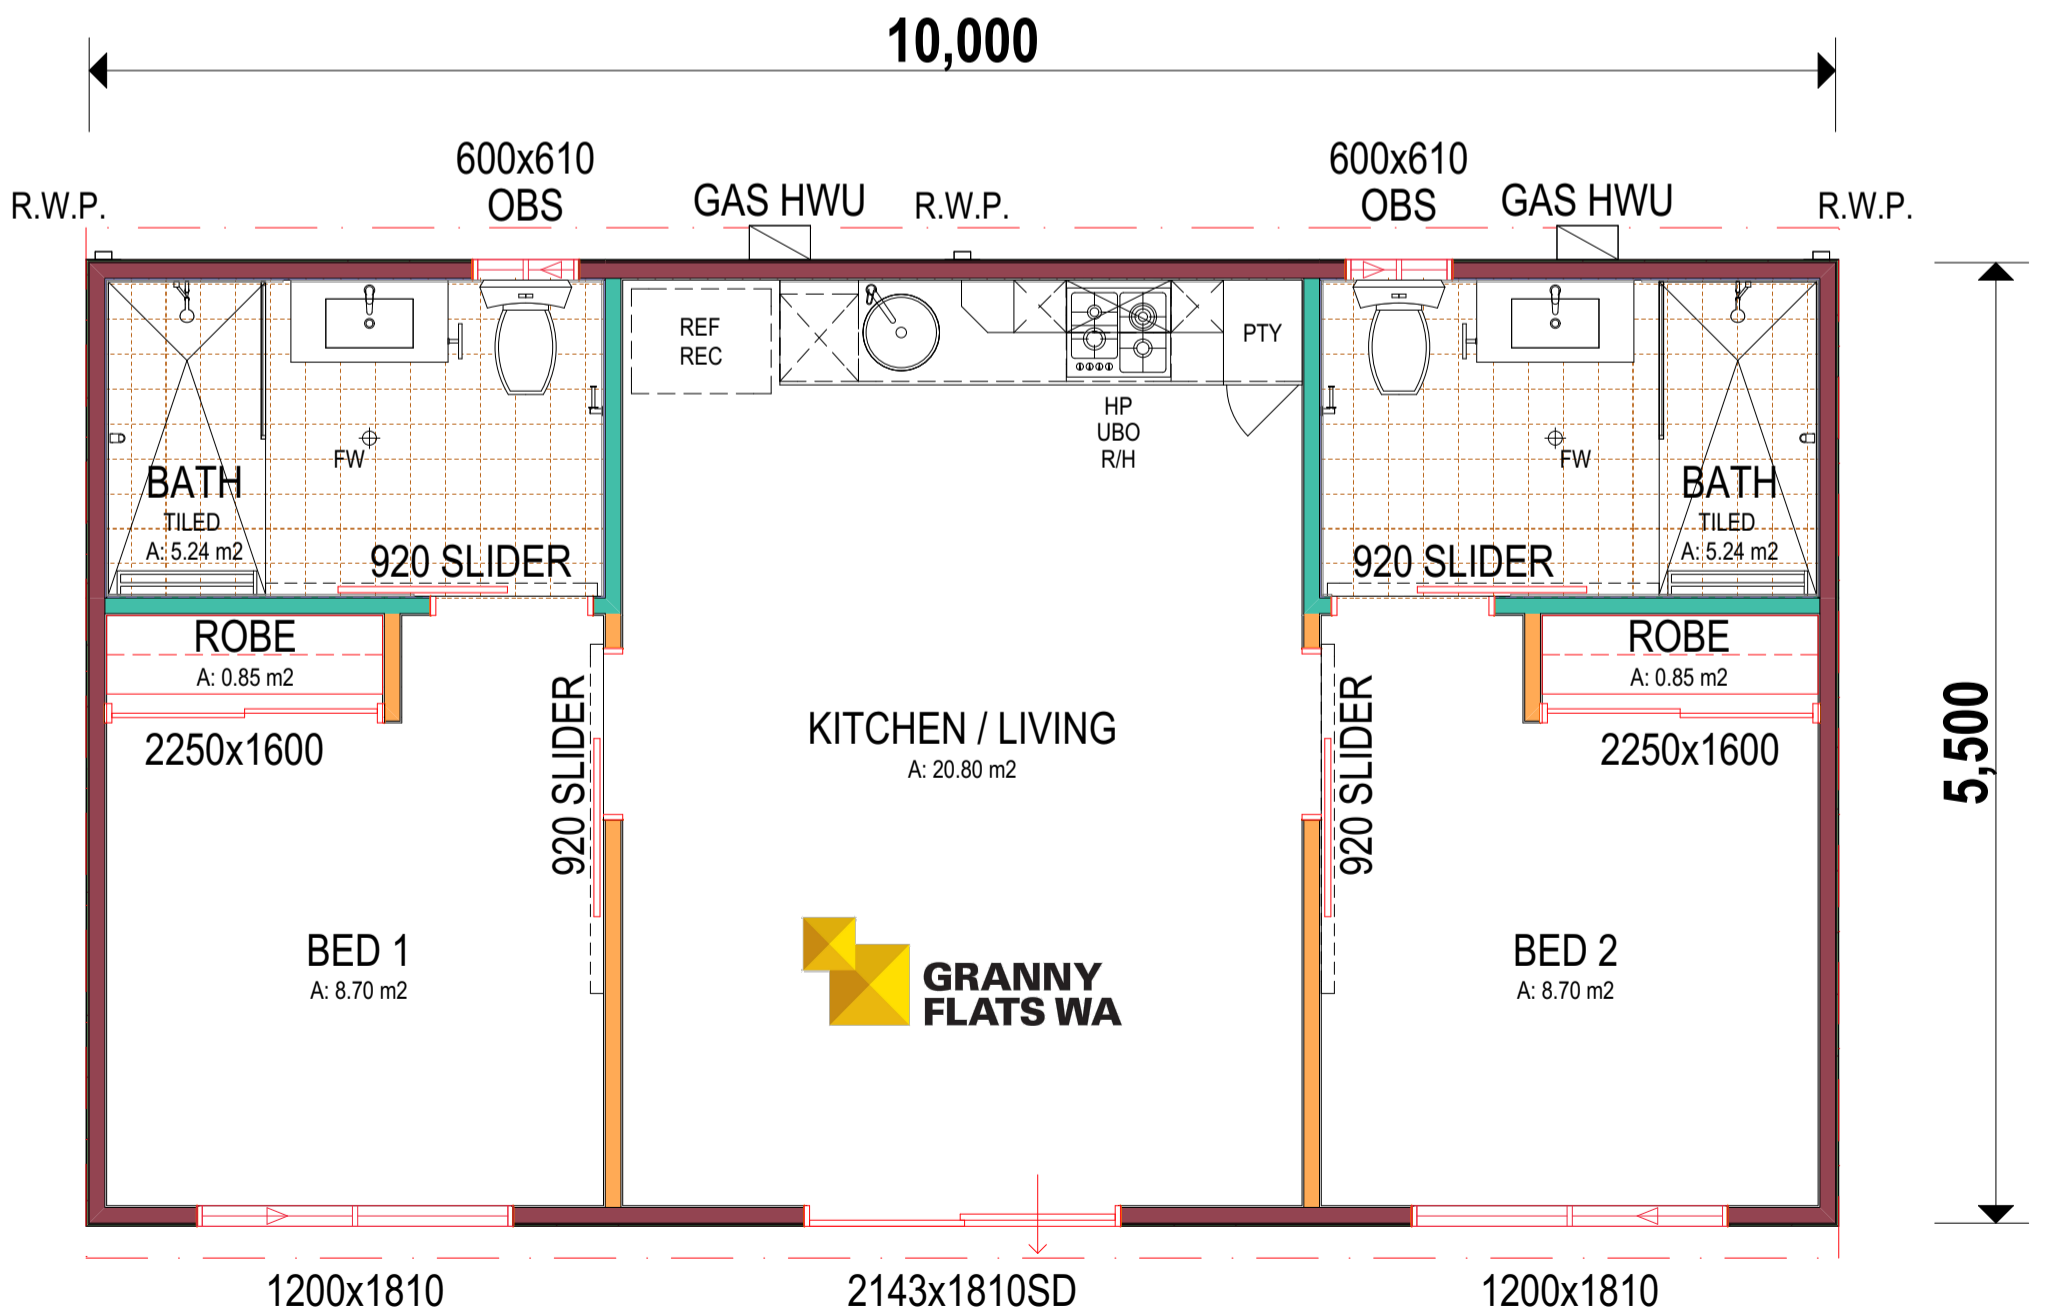 10,000
600x610
OBS
600x610
OBS
R.W.P.
GAS HWU
R.W.P.
GAS HWU
R.W.P.
REF
REC
PTY
HP
UBO
R/H
FW
FW
BATH
TILED
A: 5.24 m2
BATH
TILED
A: 5.24 m2
920 SLIDER
920 SLIDER
ROBE
A: 0.85 m2
ROBE
A: 0.85 m2
2250x1600
2250x1600
920 SLIDER
920 SLIDER
KITCHEN / LIVING
A: 20.80 m2
5,500
BED 1
A: 8.70 m2
BED 2
A: 8.70 m2
GRANNY
FLATS WA
1200x1810
2143x1810SD
1200x1810